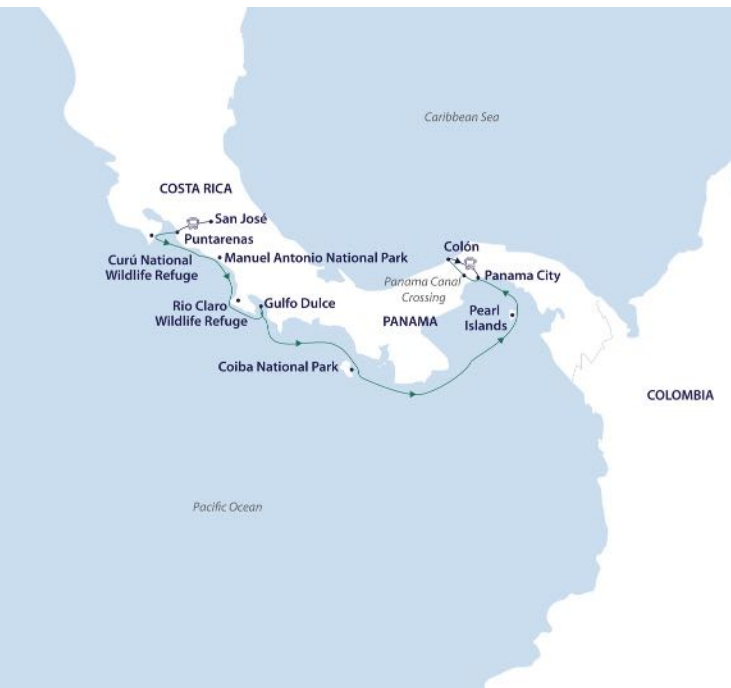 Caribbean Sea
COSTA RICA
San José
Puntarenas
Curú National
Wildlife Refuge
Manuel Antonio National Park
Colón
Panama City
Panama Canal
Crossing
Rio Claro
Wildlife Refuge
Gulfo Dulce
PANAMA
Pearl
Islands
Coiba National Park
COLOMBIA
Pacific Ocean